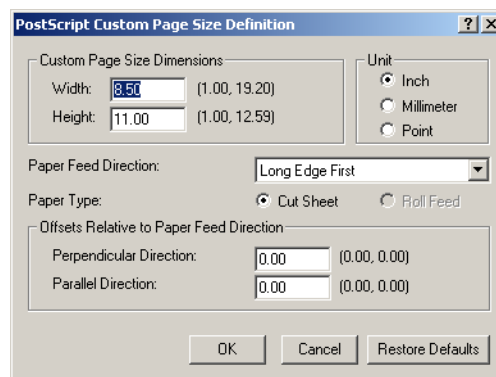 PostScript Custom Page Size Definition
Custom Page Size Dimensions
Width: 8.50 (1.00, 19.20)
Height: 11.00 (1.00, 12.59)
Unit
Inch
Millimeter
Point
Paper Feed Direction: Long Edge First
Paper Type: Cut Sheet Roll Feed
Offsets Relative to Paper Feed Direction
Perpendicular Direction: 0.00 (0.00, 0.00)
Parallel Direction: 0.00 (0.00, 0.00)
OK Cancel Restore Defaults